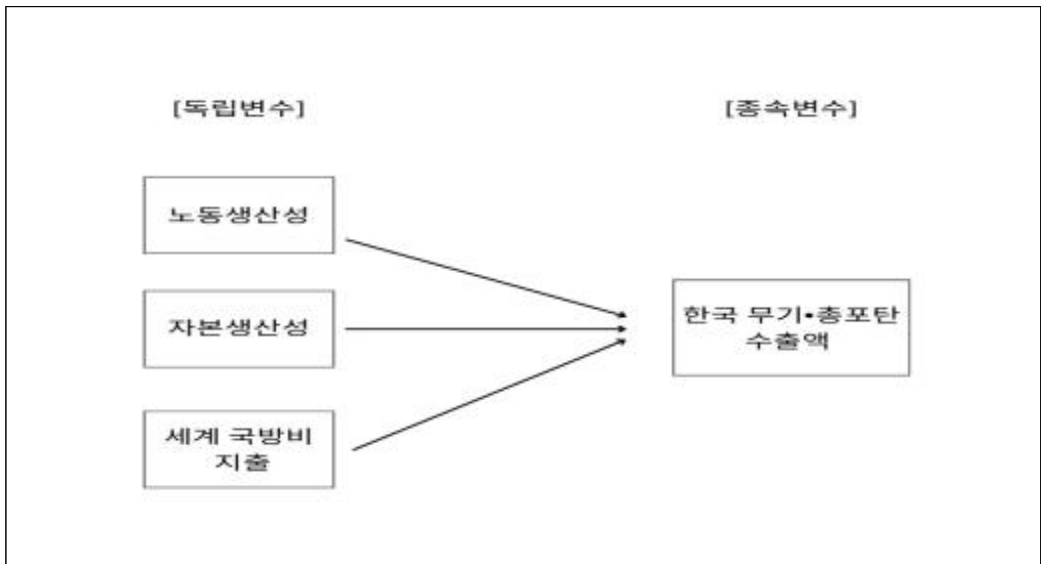 [독립변수]
[종속변수]
노동생산성
자본생산성
세계 국방비
지출
한국 무기•총포탄
수출액